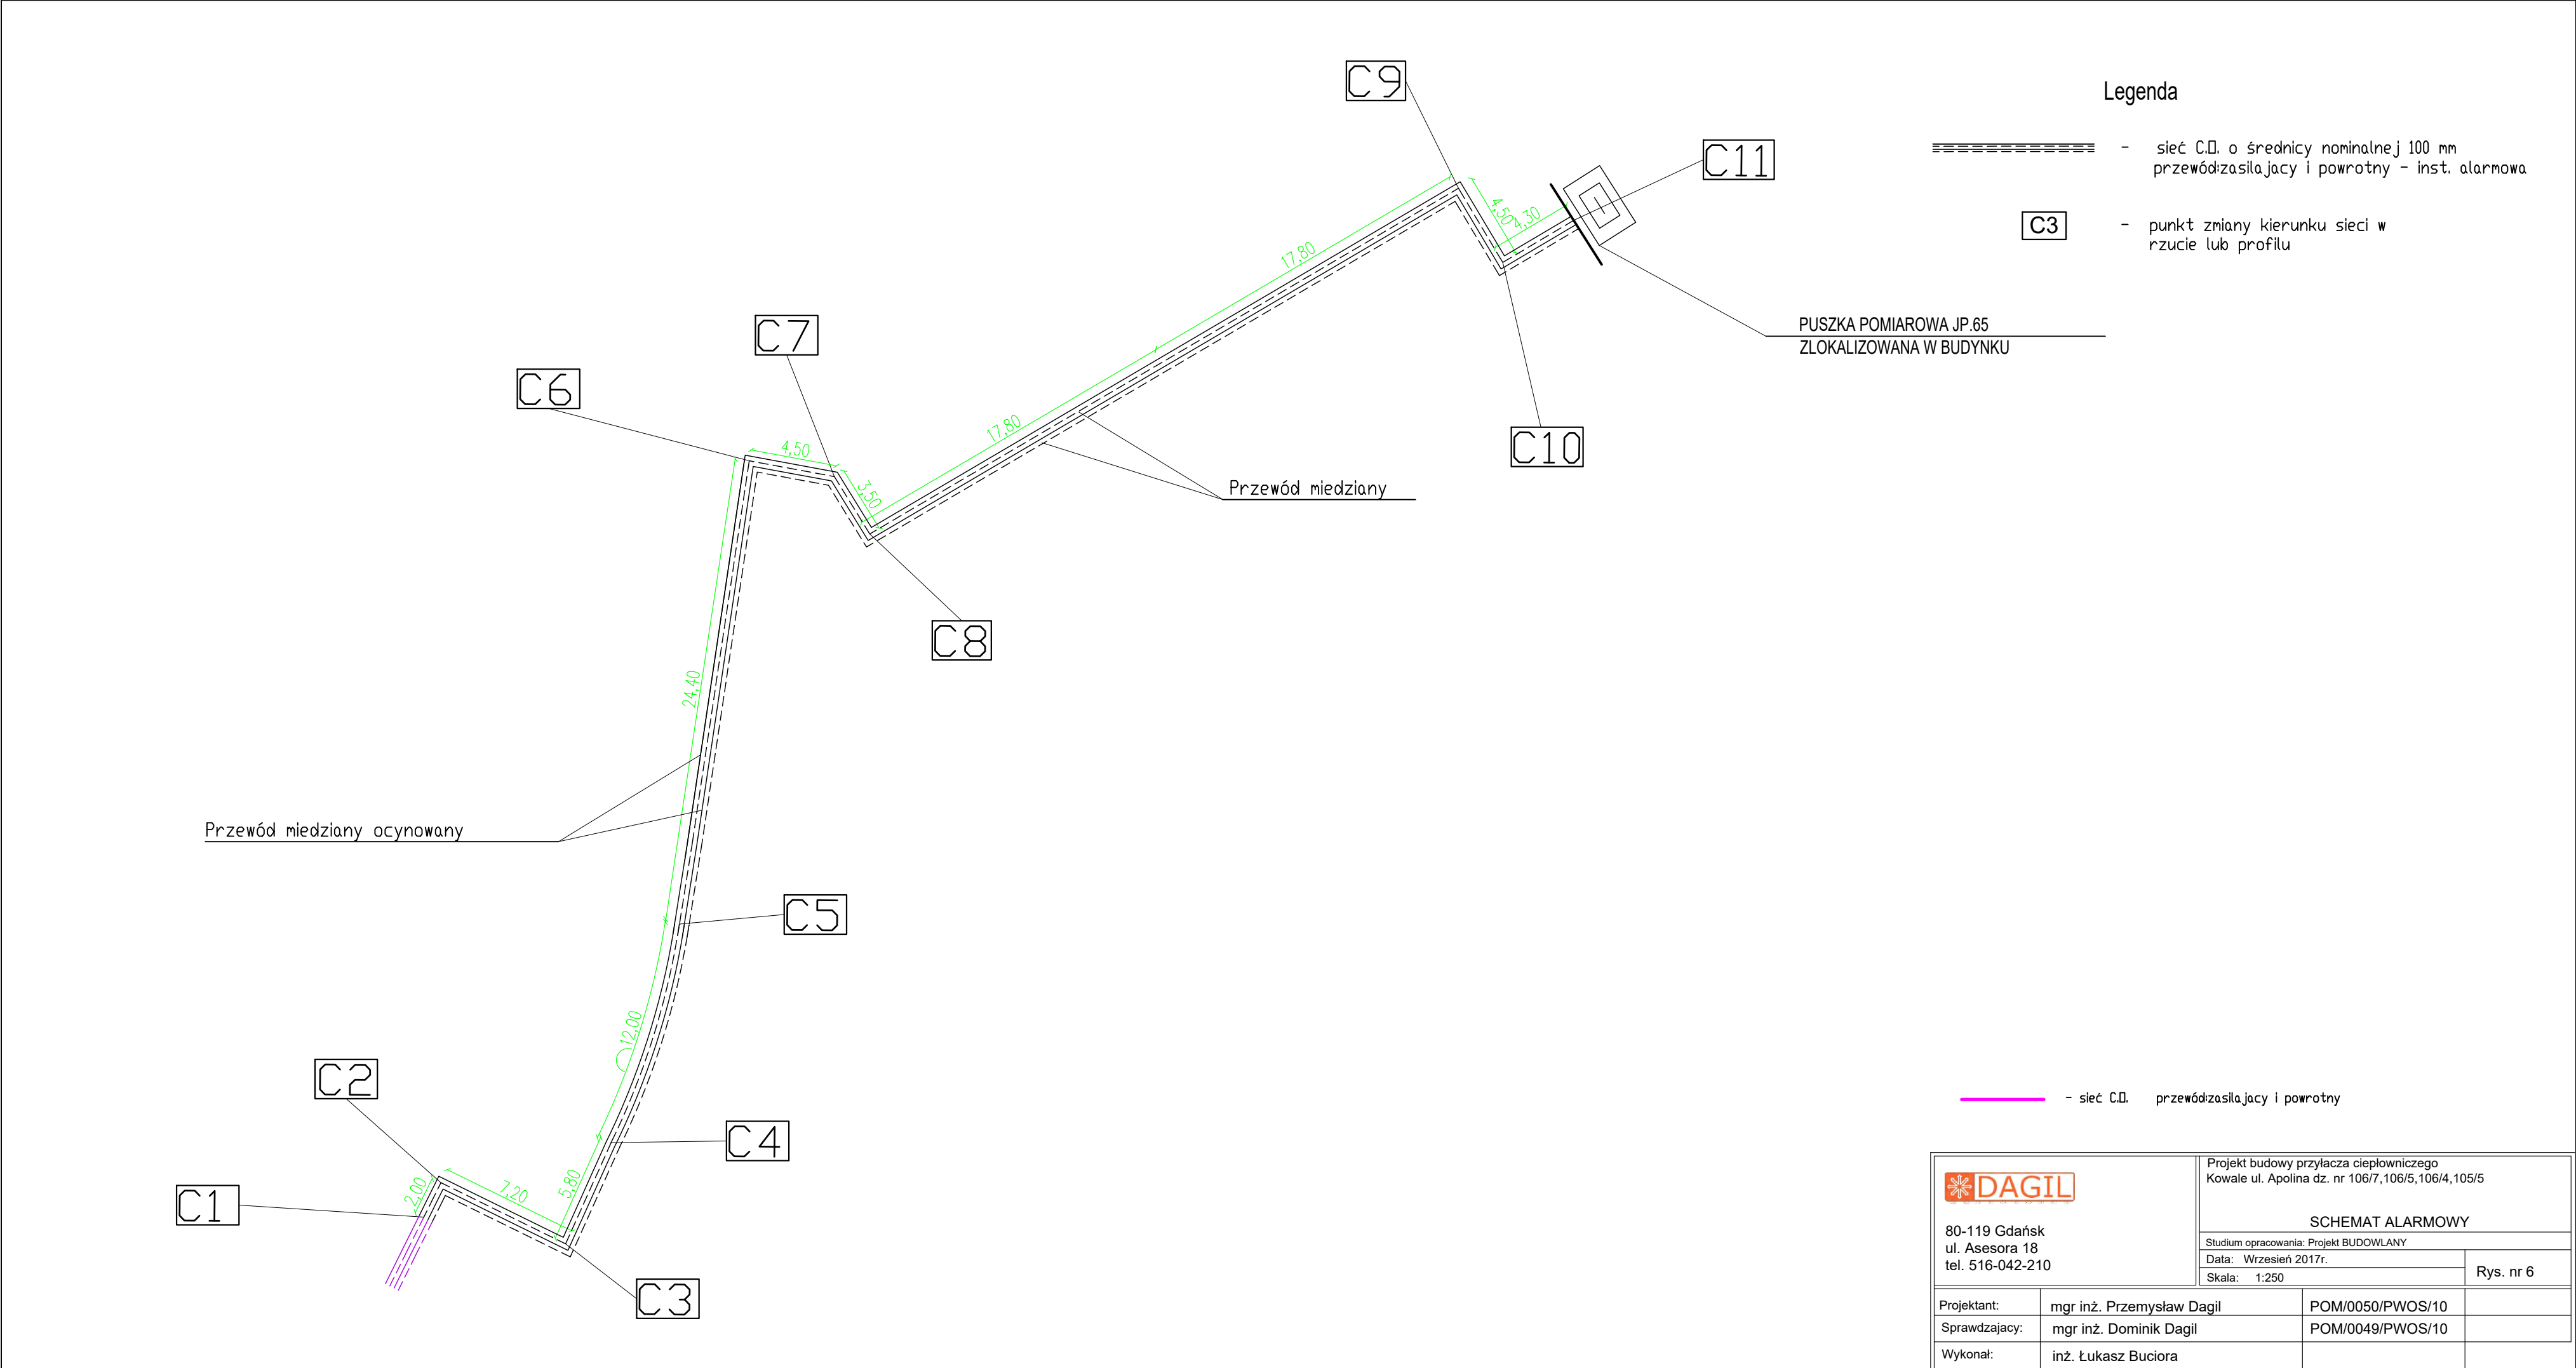 C9
Legenda
C11
- sieć C.O. o średnicy nominalnej 100 mm
przewód:zasilajacy i powrotny - inst. alarmowa
C3 - punkt zmiany kierunku sieci w
rzucie lub profilu
4,50
4,30
17,80
PUSZKA POMIAROWA JP.65
ZLOKALIZOWANA W BUDYNKU
C7
C6
C10
17,80
4,50
3,50
Przewód miedziany
C8
24,40
Przewód miedziany ocynowany
C5
12,00
C2
C4
C1
2,00
7,20
5,80
C3
- sieć C.O. przewód:zasilajacy i powrotny
DAGIL
80-119 Gdańsk
ul. Asesora 18
tel. 516-042-210
Projekt budowy przyłacza ciepłowniczego
Kowale ul. Apolina dz. nr 106/7,106/5,106/4,105/5
SCHEMAT ALARMOWY
Studium opracowania: Projekt BUDOWLANY
Data: Wrzesień 2017r.
Skala: 1:250
Rys. nr 6
Projektant: mgr inż. Przemysław Dagil POM/0050/PWOS/10
Sprawdzajacy: mgr inż. Dominik Dagil POM/0049/PWOS/10
Wykonał: inż. Łukasz Buciora